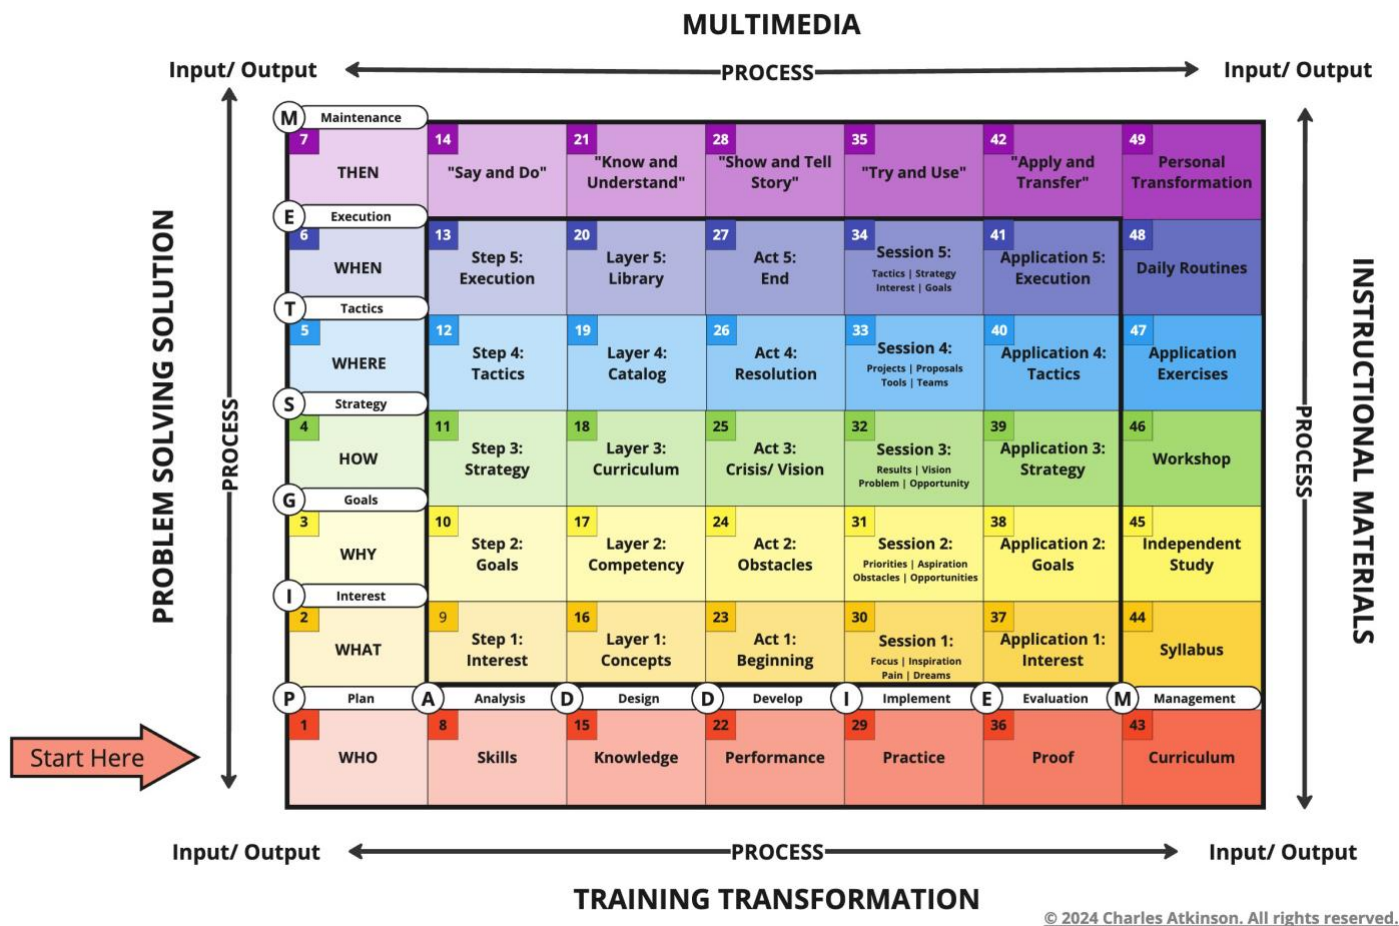 MULTIMEDIA
Input/ Output
PROCESS
Input/ Output
PROBLEM SOLVING SOLUTION
PROCESS
M Maintenance
7
THEN
14
"Say and Do"
21
"Know and
Understand"
28
"Show and Tell
Story"
35
"Try and Use"
42
"Apply and
Transfer"
49
Personal
Transformation
E Execution
6
WHEN
13
Step 5:
Execution
20
Layer 5:
Library
27
Act 5:
End
34
Session 5:
Tactics | Strategy
Interest | Goals
41
Application 5:
Execution
48
Daily Routines
T Tactics
5
WHERE
12
Step 4:
Tactics
19
Layer 4:
Catalog
26
Act 4:
Resolution
33
Session 4:
Projects | Proposals
Tools | Teams
40
Application 4:
Tactics
47
Application
Exercises
S Strategy
4
HOW
11
Step 3:
Strategy
18
Layer 3:
Curriculum
25
Act 3:
Crisis/ Vision
32
Session 3:
Results | Vision
Problem | Opportunity
39
Application 3:
Strategy
46
Workshop
G Goals
3
WHY
10
Step 2:
Goals
17
Layer 2:
Competency
24
Act 2:
Obstacles
31
Session 2:
Priorities | Aspiration
Obstacles | Opportunities
38
Application 2:
Goals
45
Independent
Study
I Interest
2
WHAT
9
Step 1:
Interest
16
Layer 1:
Concepts
23
Act 1:
Beginning
30
Session 1:
Focus | Inspiration
Pain | Dreams
37
Application 1:
Interest
44
Syllabus
P Plan A Analysis D Design D Develop I Implement E Evaluation M Management
Start Here
1
WHO
8
Skills
15
Knowledge
22
Performance
29
Practice
36
Proof
43
Curriculum
PROCESS
INSTRUCTIONAL MATERIALS
Input/ Output
PROCESS
Input/ Output
TRAINING TRANSFORMATION
© 2024 Charles Atkinson. All rights reserved.